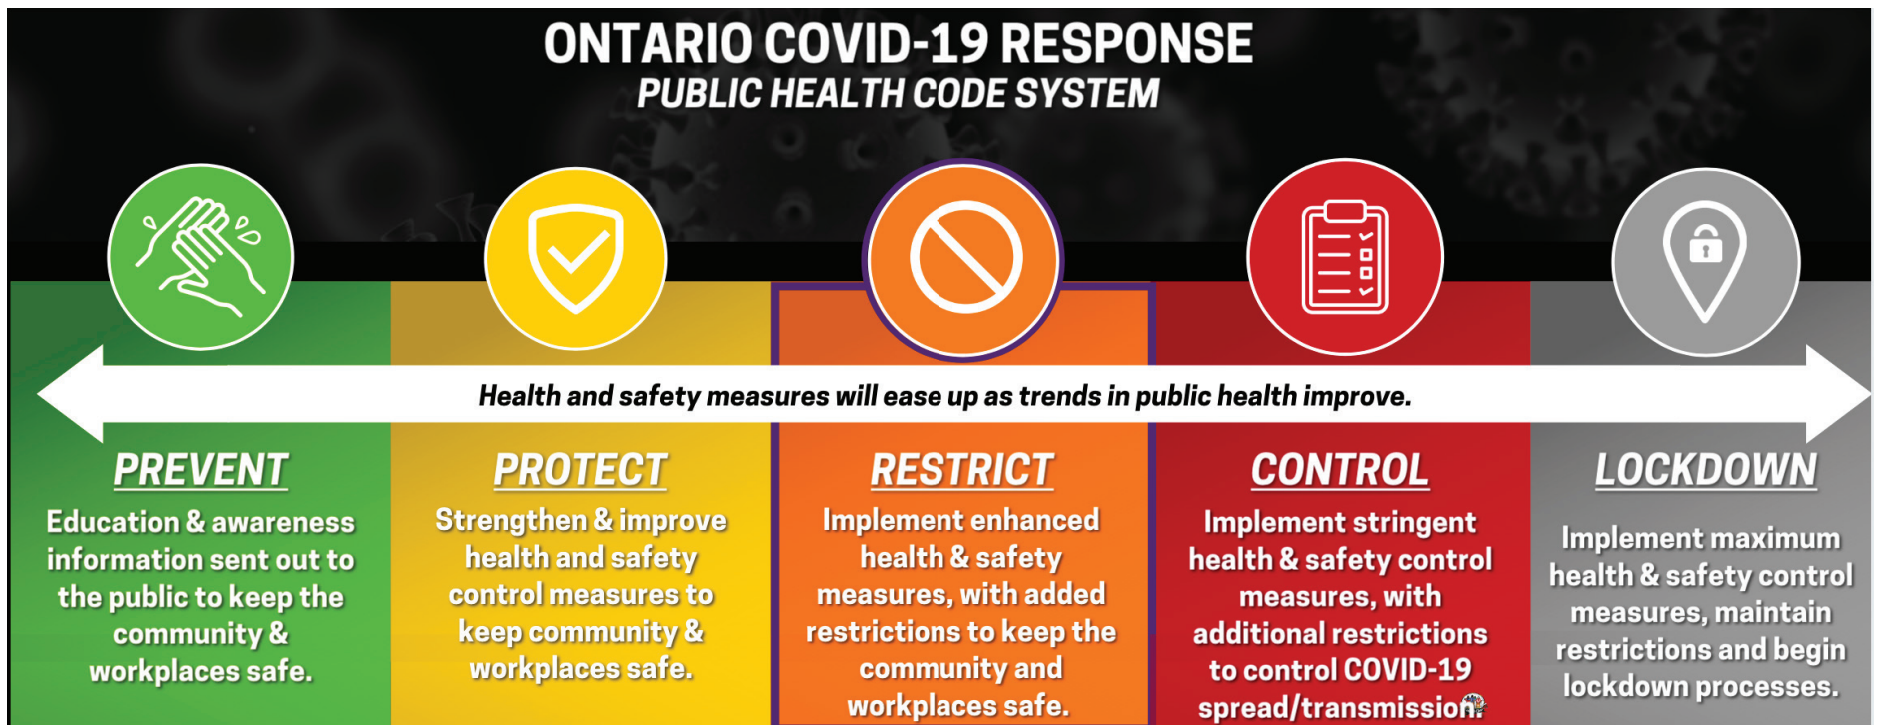 ONTARIO COVID-19 RESPONSE
PUBLIC HEALTH CODE SYSTEM
Health and safety measures will ease up as trends in public health improve.
PREVENT
Education & awareness
information sent out to
the public to keep the
community &
workplaces safe.
PROTECT
Strengthen & improve
health and safety
control measures to
keep community &
workplaces safe.
RESTRICT
Implement enhanced
health & safety
measures, with added
restrictions to keep the
community and
workplaces safe.
CONTROL
Implement stringent
health & safety control
measures, with
additional restrictions
to control COVID-19
spread/transmission.
LOCKDOWN
Implement maximum
health & safety control
measures, maintain
restrictions and begin
lockdown processes.